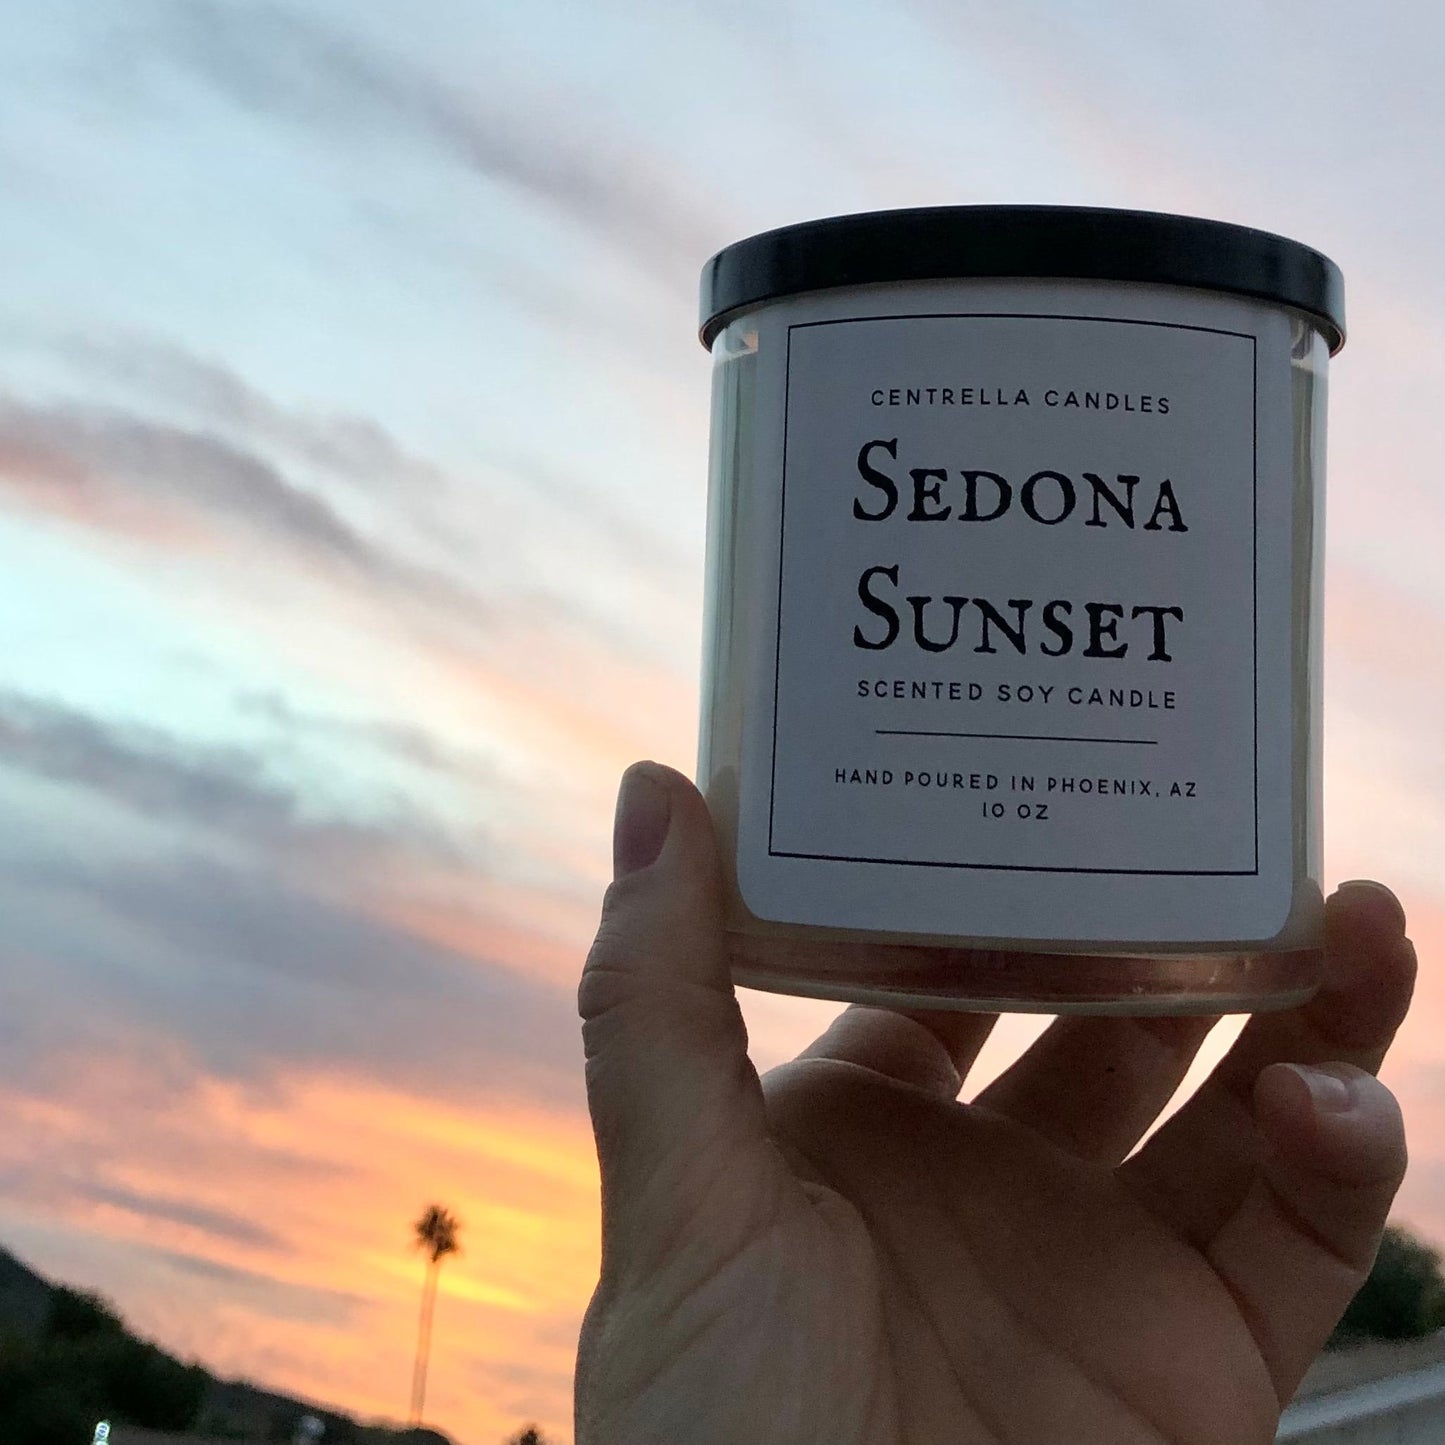 CENTRELLA CANDLES
SEDONA
SUNSET
SCENTED SOY CANDLE
HAND POURED IN PHOENIX, AZ
10 OZ